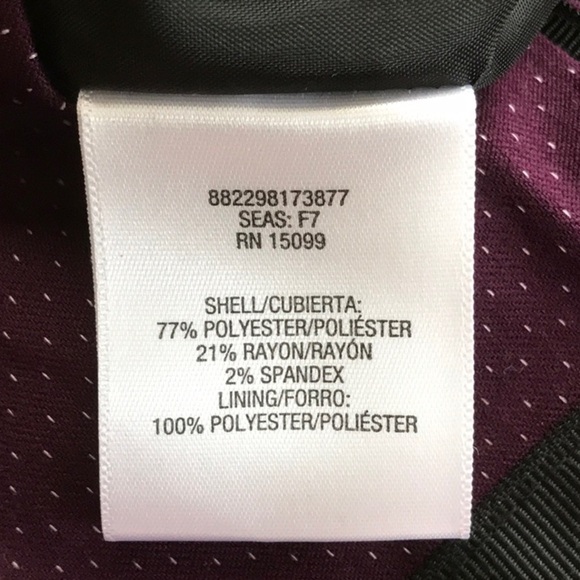 882298173877
SEAS: F7
RN 15099
SHELL/CUBIERTA:
77% POLYESTER/POLIÉSTER
21% RAYON/RAYÓN
2% SPANDEX
LINING/FORRO:
100% POLYESTER/POLIÉSTER